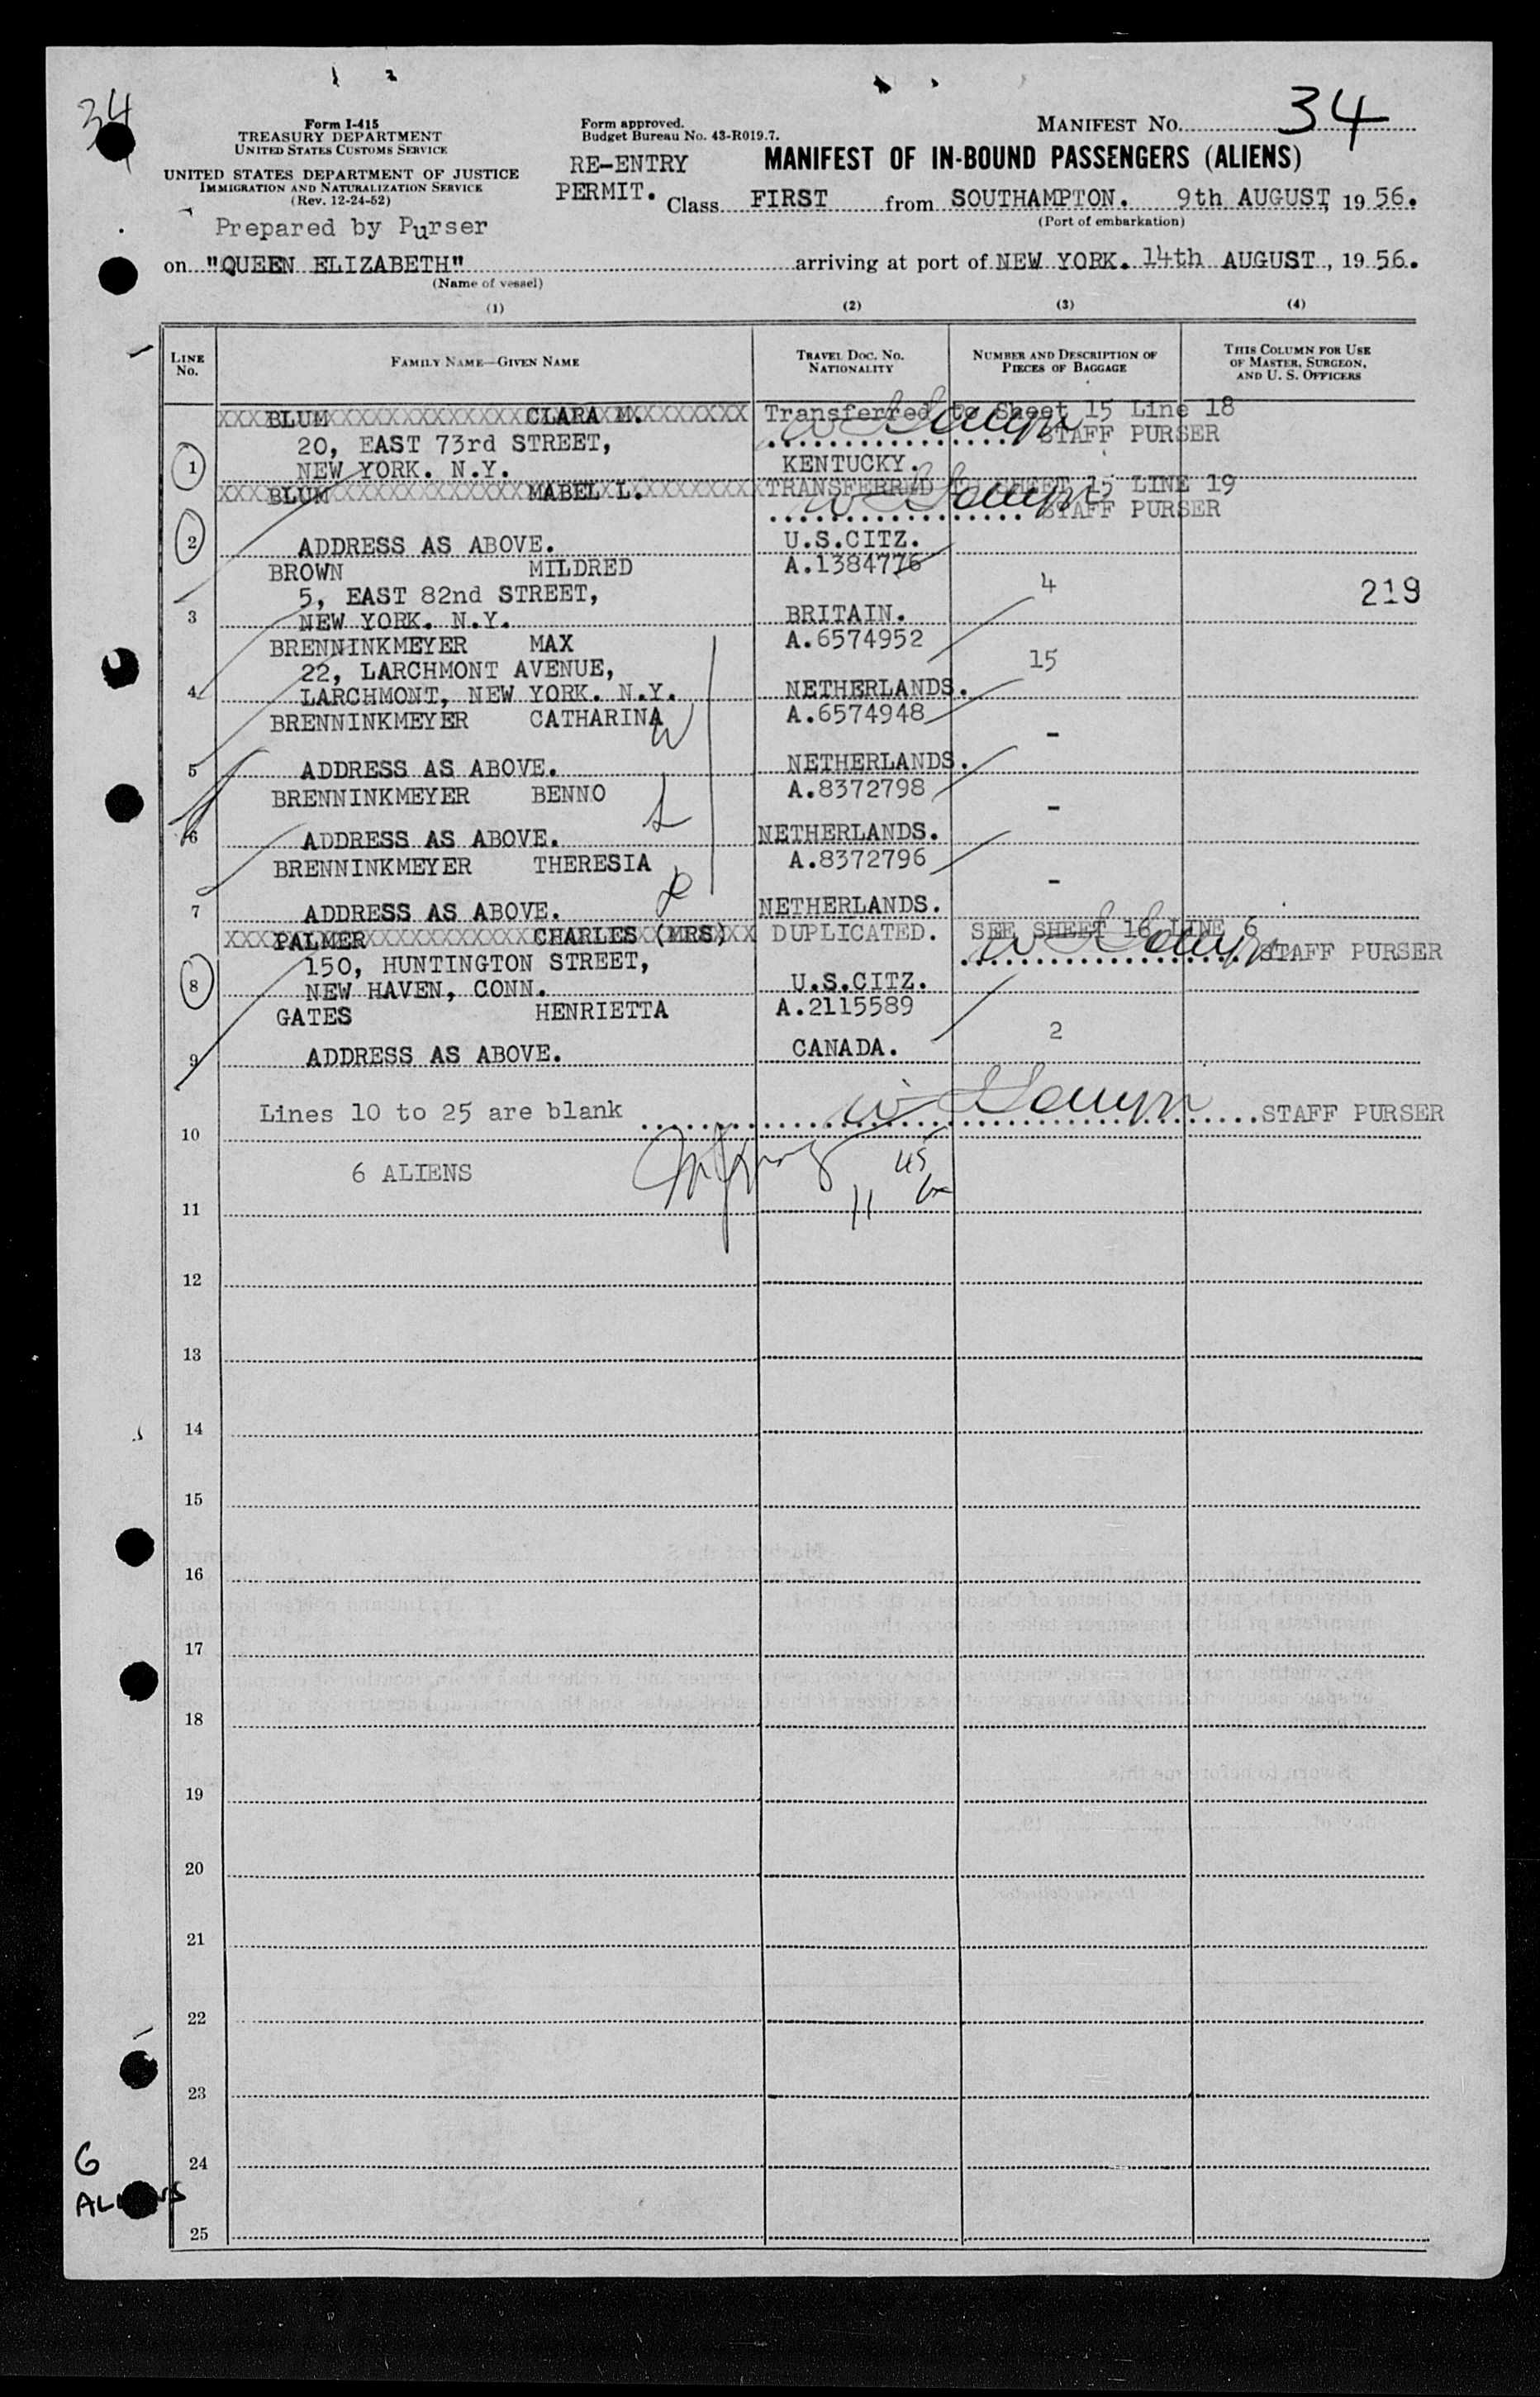 34
Form I-415
TREASURY DEPARTMENT
UNITED STATES CUSTOMS SERVICE
UNITED STATES DEPARTMENT OF JUSTICE
IMMIGRATION AND NATURALIZATION SERVICE
(Rev. 12-24-52)
Prepared by Purser
Form approved.
Budget Bureau No. 43-R019.7.
RE-ENTRY
PERMIT.
MANIFEST NO. 34
MANIFEST OF IN-BOUND PASSENGERS (ALIENS)
Class FIRST from SOUTHAMPTON. 9th AUGUST, 19 56.
(Port of embarkation)
on "QUEEN ELIZABETH" arriving at port of NEW YORK. 14th AUGUST, 19 56.
(Name of vessel)
(1) (2) (3) (4)
LINE NO.
FAMILY NAME—GIVEN NAME
TRAVEL DOC. NO. NATIONALITY
NUMBER AND DESCRIPTION OF PIECES OF BAGGAGE
THIS COLUMN FOR USE OF MASTER, SURGEON, AND U. S. OFFICERS
BLUM CLARA M. Transferred to Sheet 15 Line 18
20, EAST 73rd STREET, STAFF PURSER
1 NEW YORK. N.Y. KENTUCKY.
BLUM MABEL L. TRANSFERRED TO SHEET 15 LINE 19
STAFF PURSER
2 ADDRESS AS ABOVE. U.S.CITZ.
BROWN MILDRED A.1384776
5, EAST 82nd STREET, 4 219
3 NEW YORK. N.Y. BRITAIN.
BRENNINKMEYER MAX A.6574952
22, LARCHMONT AVENUE, 15
4 LARCHMONT, NEW YORK. N.Y. NETHERLANDS.
BRENNINKMEYER CATHARINA A.6574948
W -
5 ADDRESS AS ABOVE. NETHERLANDS.
BRENNINKMEYER BENNO A.8372798
-
6 ADDRESS AS ABOVE. NETHERLANDS.
BRENNINKMEYER THERESIA A.8372796
-
7 ADDRESS AS ABOVE. NETHERLANDS.
PALMER CHARLES (MRS) DUPLICATED. SEE SHEET 16 LINE 6
150, HUNTINGTON STREET, STAFF PURSER
8 NEW HAVEN, CONN. U.S.CITZ.
GATES HENRIETTA A.2115589
2
9 ADDRESS AS ABOVE. CANADA.
Lines 10 to 25 are blank STAFF PURSER
10
6 ALIENS
11
12
13
14
15
16
17
18
19
20
21
22
23
24
25
6
ALIENS